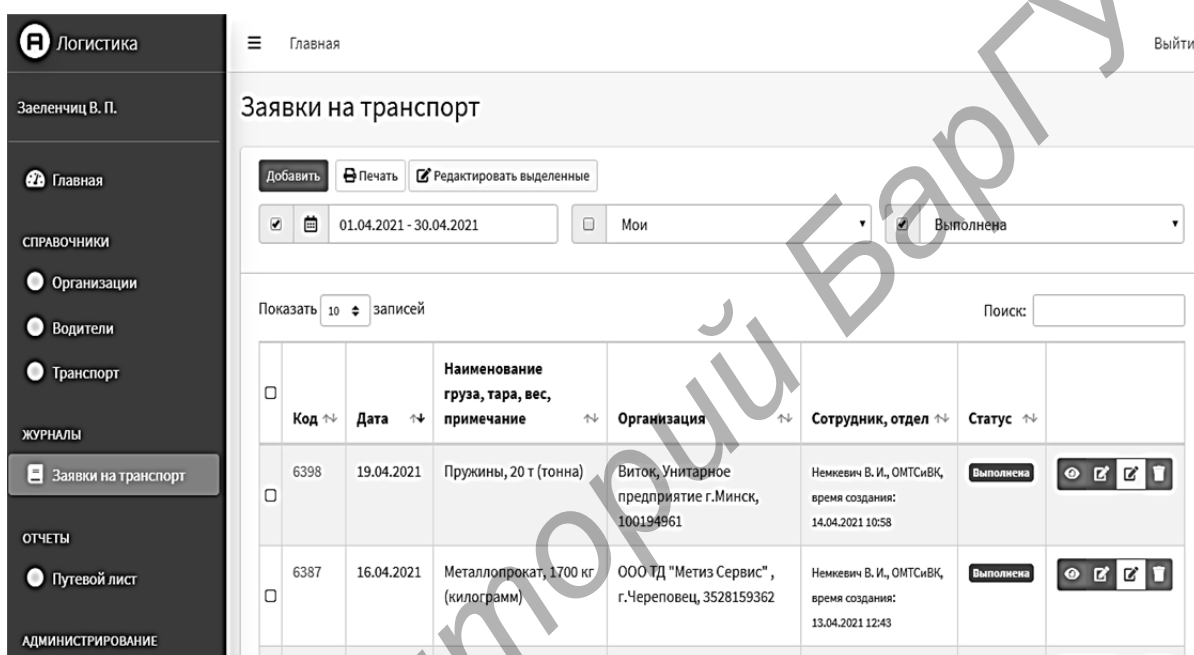 Я Логистика
Главная
Выйти
Заеленчиц В. П.
Главная
СПРАВОЧНИКИ
Организации
Водители
Транспорт
ЖУРНАЛЫ
Заявки на транспорт
ОТЧЕТЫ
Путевой лист
АДМИНИСТРИРОВАНИЕ
Заявки на транспорт
Добавить Печать Редактировать выделенные
01.04.2021 - 30.04.2021 Мои Выполнена
Показать 10 записей Поиск:
Код Дата Наименование груза, тара, вес, примечание Организация Сотрудник, отдел Статус
6398 19.04.2021 Пружины, 20 т (тонна)
Виток, Унитарное
предприятие г.Минск,
100194961
Немкевич В. И., ОМТСиВК,
время создания:
14.04.2021 10:58
Выполнена
6387 16.04.2021 Металлопрокат, 1700 кг
(килограмм)
ООО ТД "Метиз Сервис" ,
г.Череповец, 3528159362
Немкевич В. И., ОМТСиВК,
время создания:
13.04.2021 12:43
Выполнена
торий БарГУ